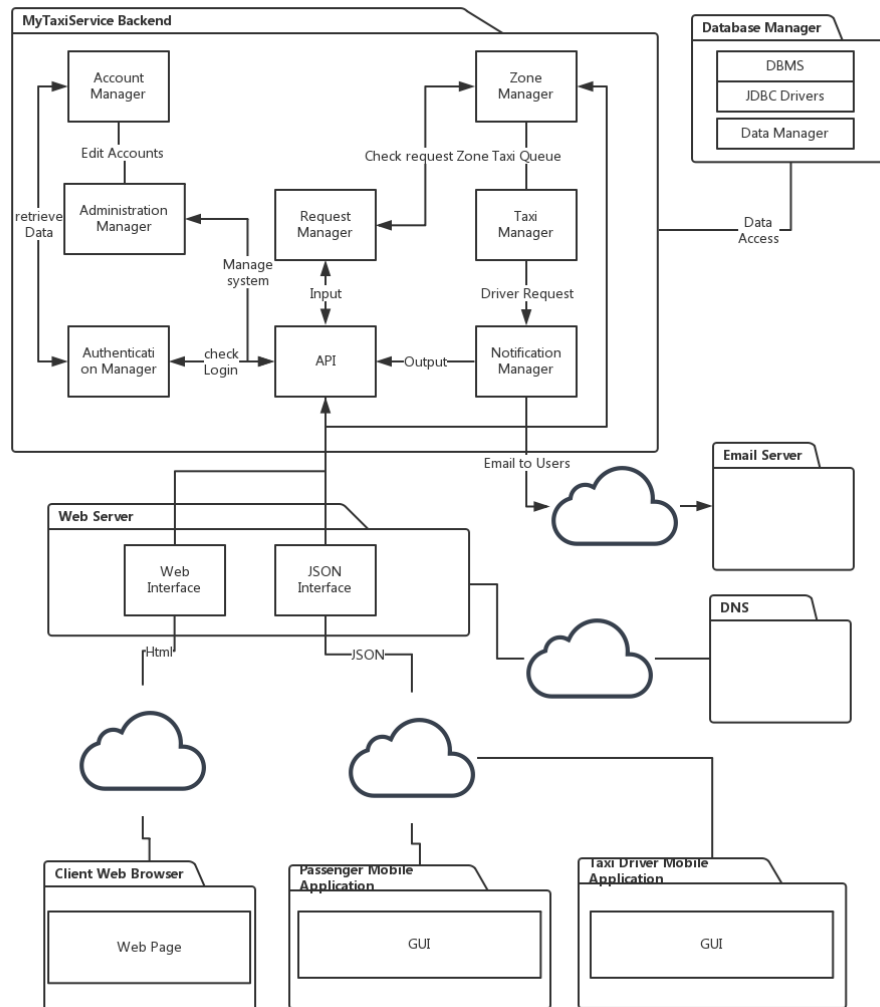 MyTaxiService Backend
Database Manager
DBMS
JDBC Drivers
Data Manager
Account
Manager
Zone
Manager
Edit Accounts
Check request Zone Taxi Queue
retrieve
Data
Administration
Manager
Request
Manager
Taxi
Manager
Data
Access
Manage
system
Input
Driver Request
Authenticati
on Manager
check
Login
API
Output
Notification
Manager
Email to Users
Email Server
Web Server
Web
Interface
JSON
Interface
DNS
Html
JSON
Client Web Browser
Web Page
Passenger Mobile
Application
GUI
Taxi Driver Mobile
Application
GUI